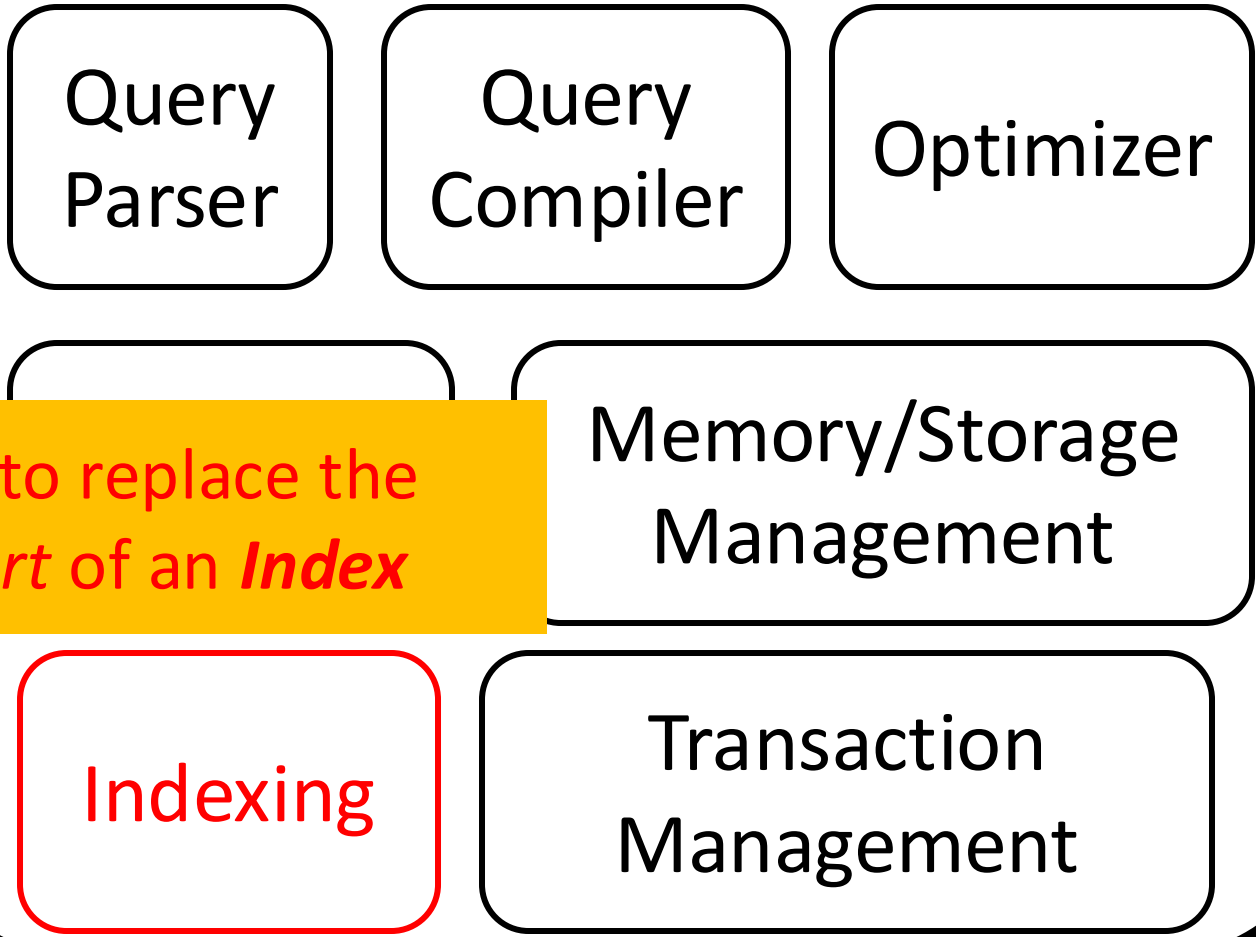 Query
Parser
Query
Compiler
Optimizer
Memory/Storage
Management
to replace the
rt of an Index
Indexing
Transaction
Management